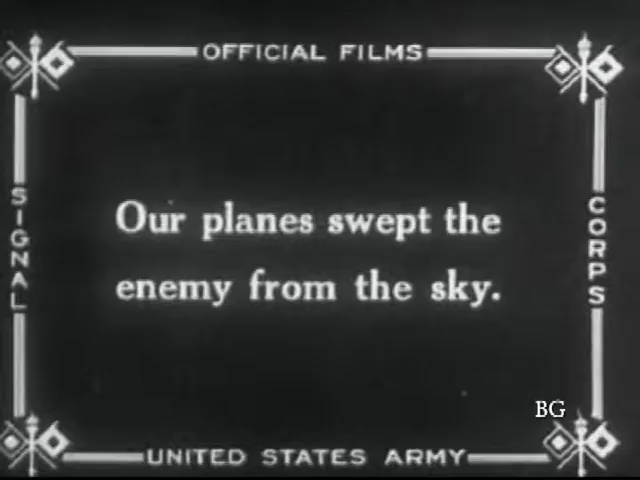 OFFICIAL FILMS
SIGNAL
CORPS
Our planes swept the
enemy from the sky.
BG
UNITED STATES ARMY